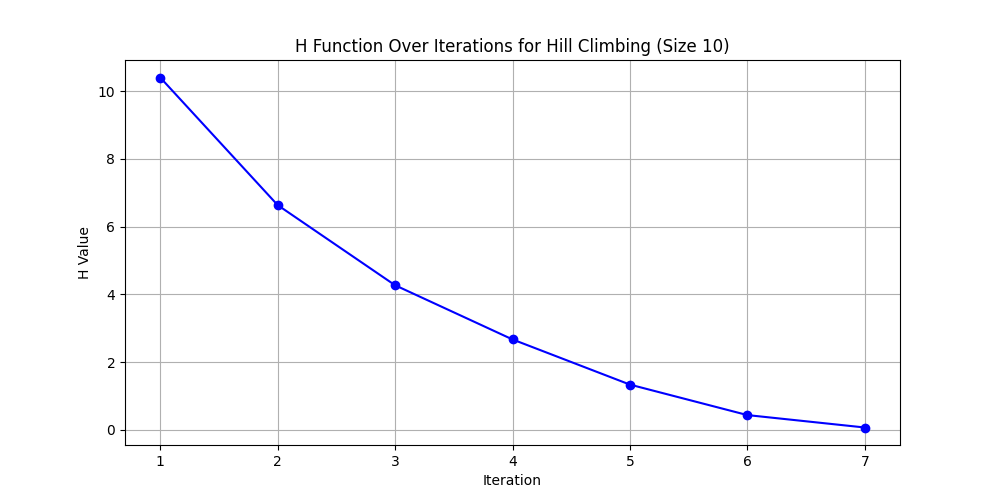 H Function Over Iterations for Hill Climbing (Size 10)
10
8
6
4
2
0
H Value
1 2 3 4 5 6 7
Iteration